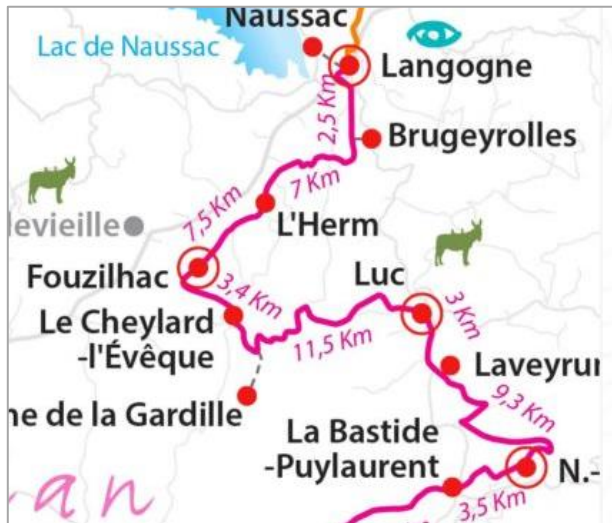 Naussac
Lac de Naussac
Langogne
2,5 Km
Brugeyrolles
7 Km
L'Herm
7,5 Km
levieille
Fouzilhac
3,4 Km
Luc
Le Cheylard
-l'Évêque
11,5 Km
3 Km
Laveyrun
ne de la Gardille
9,3 Km
La Bastide
-Puylaurent
N.-
an
3,5 Km